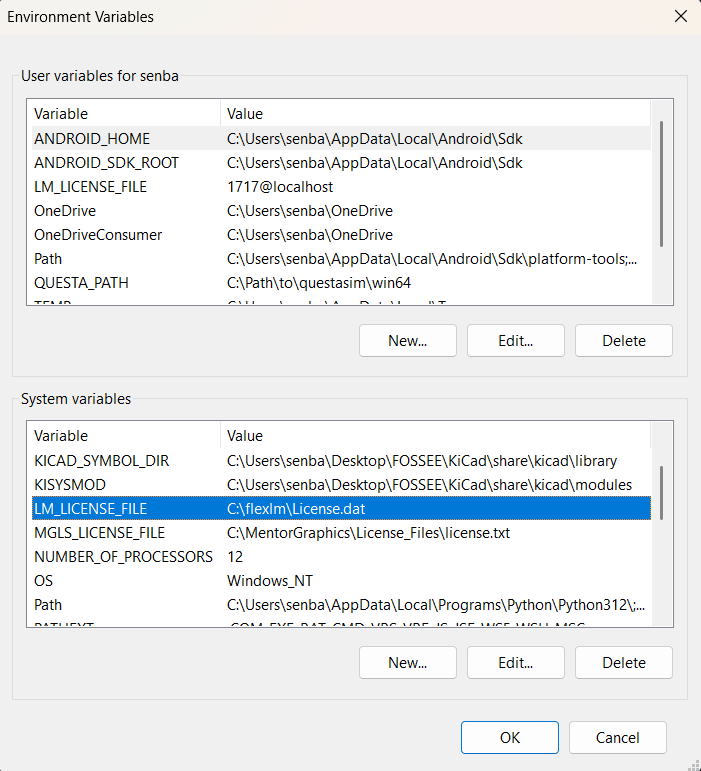 Environment Variables
User variables for senba
Variable Value
ANDROID_HOME C:\Users\senba\AppData\Local\Android\Sdk
ANDROID_SDK_ROOT C:\Users\senba\AppData\Local\Android\Sdk
LM_LICENSE_FILE 1717@localhost
OneDrive C:\Users\senba\OneDrive
OneDriveConsumer C:\Users\senba\OneDrive
Path C:\Users\senba\AppData\Local\Android\Sdk\platform-tools;...
QUESTA_PATH C:\Path\to\questasim\win64
New... Edit... Delete
System variables
Variable Value
KICAD_SYMBOL_DIR C:\Users\senba\Desktop\FOSSEE\KiCad\share\kicad\library
KISYSMOD C:\Users\senba\Desktop\FOSSEE\KiCad\share\kicad\modules
LM_LICENSE_FILE C:\flexlm\License.dat
MGLS_LICENSE_FILE C:\MentorGraphics\License_Files\license.txt
NUMBER_OF_PROCESSORS 12
OS Windows_NT
Path C:\Users\senba\AppData\Local\Programs\Python\Python312\;...
New... Edit... Delete
OK Cancel